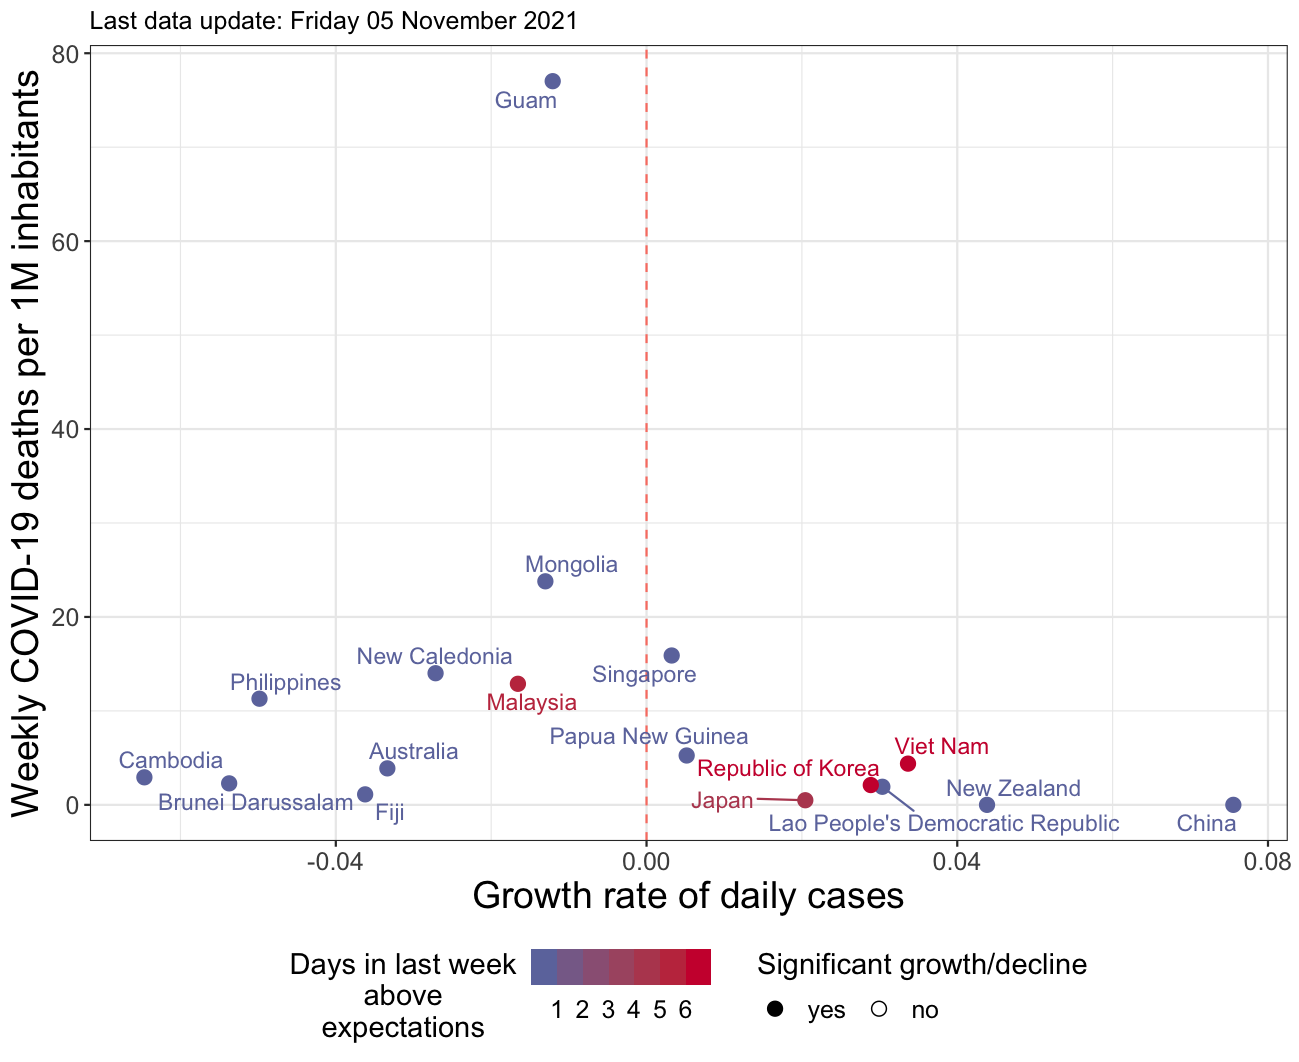 Last data update: Friday 05 November 2021
Weekly COVID-19 deaths per 1M inhabitants
80
60
40
20
0
Guam
Mongolia
New Caledonia
Singapore
Philippines
Malaysia
Papua New Guinea
Australia
Viet Nam
Cambodia
Republic of Korea
New Zealand
Brunei Darussalam
Japan
Fiji
Lao People's Democratic Republic
China
-0.04
0.00
0.04
0.08
Growth rate of daily cases
Days in last week
above
expectations
1 2 3 4 5 6
Significant growth/decline
yes no